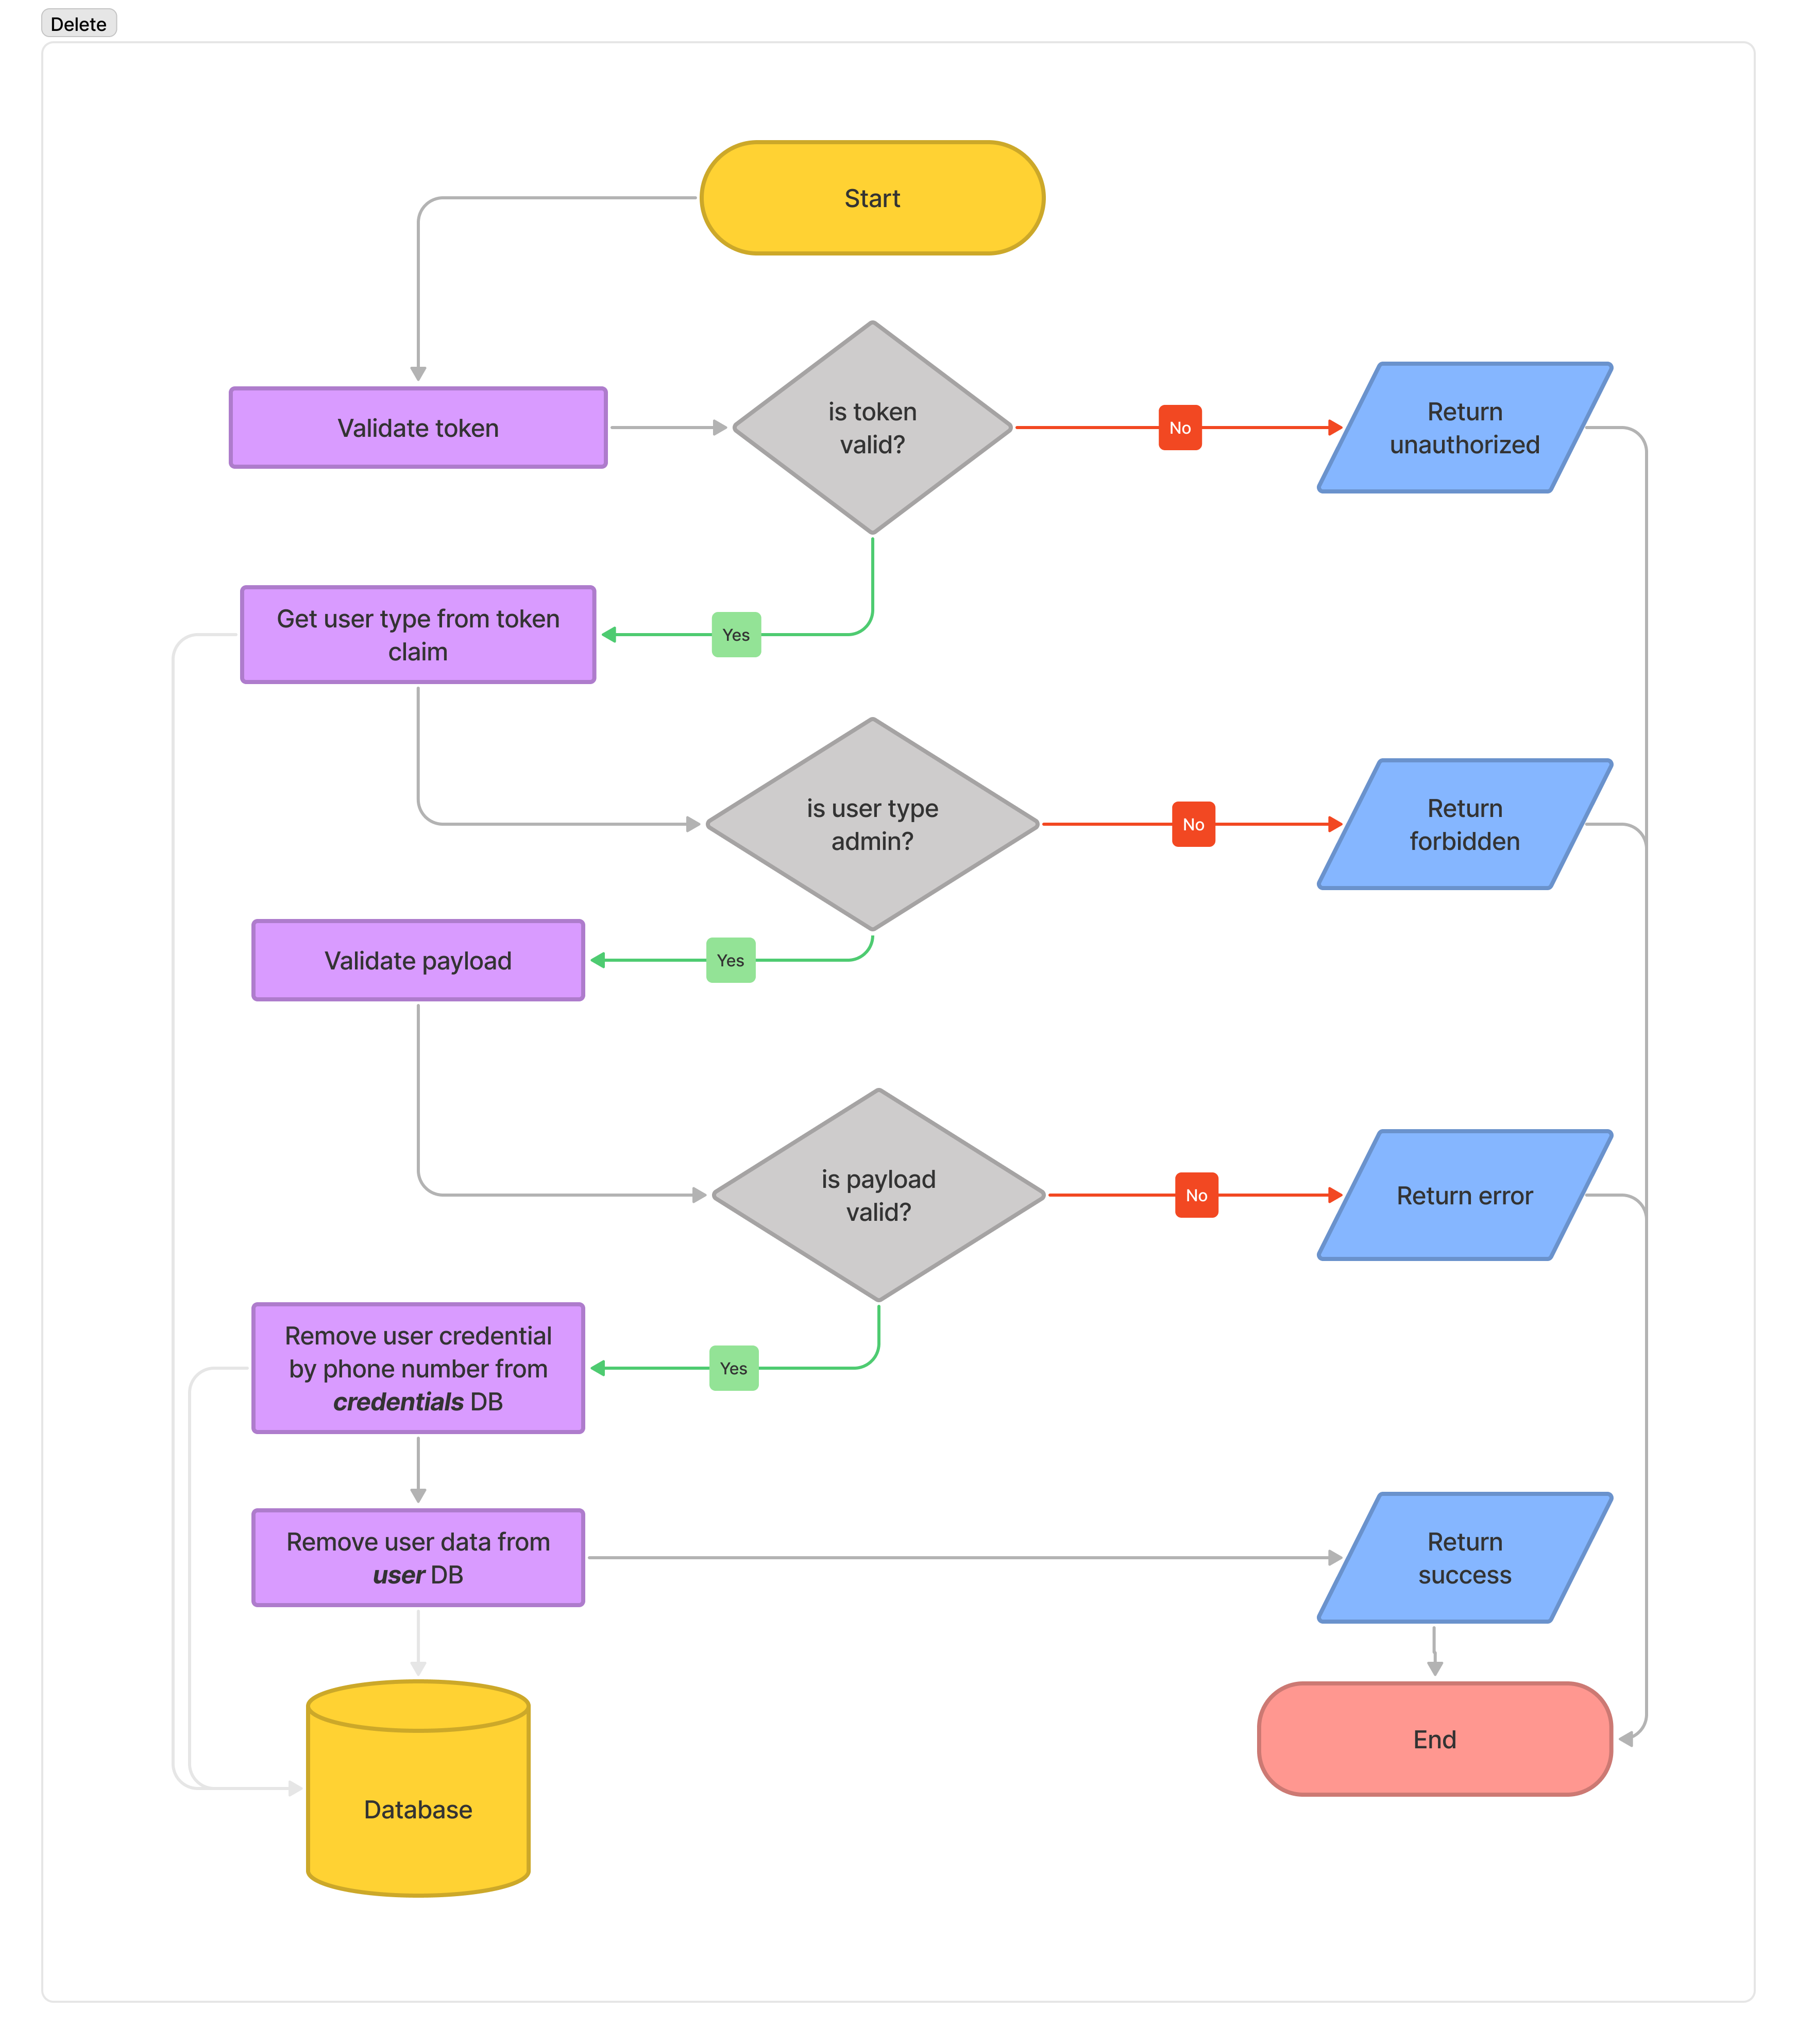 Delete
Start
Validate token
is token
valid?
No
Return
unauthorized
Get user type from token
claim
Yes
is user type
admin?
No
Return
forbidden
Validate payload
Yes
is payload
valid?
No
Return error
Remove user credential
by phone number from
credentials DB
Yes
Remove user data from
user DB
Return
success
Database
End